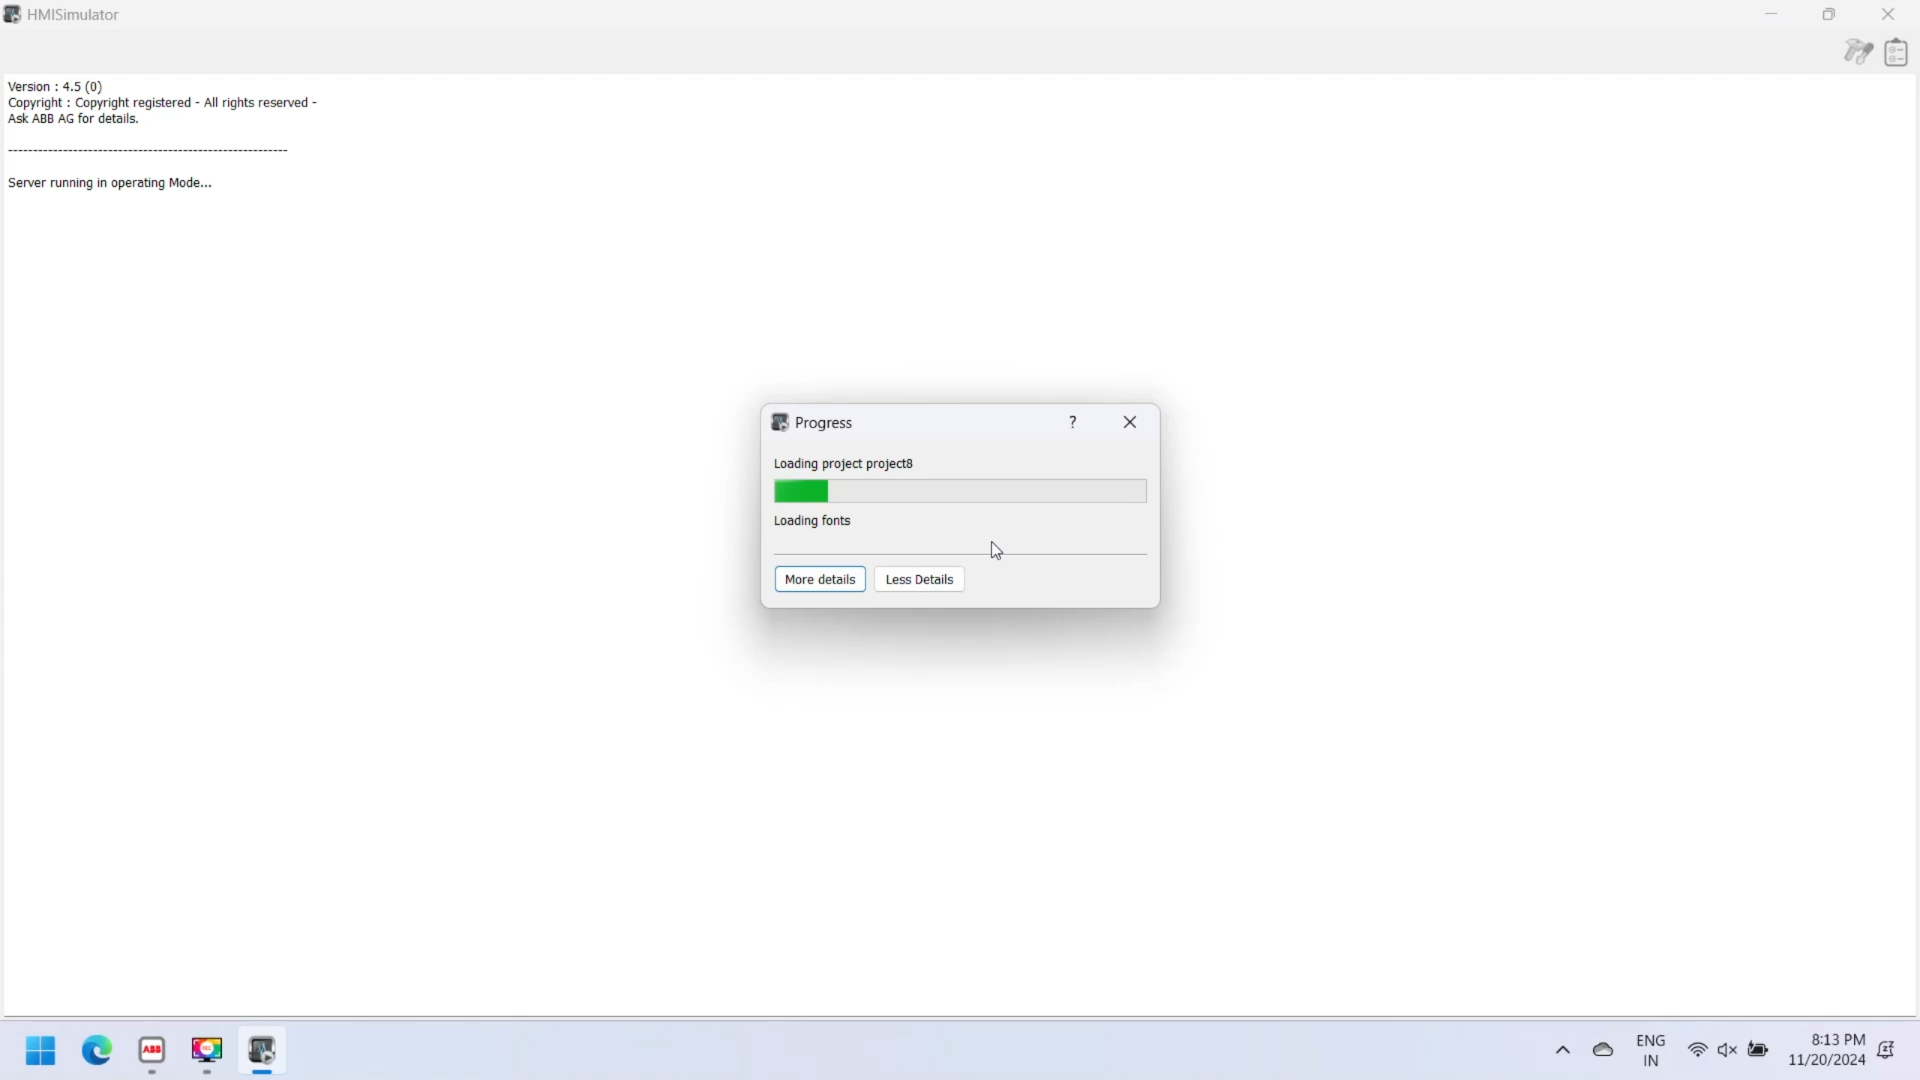 HMISimulator
Version : 4.5 (0)
Copyright : Copyright registered - All rights reserved -
Ask ABB AG for details.
--------------------------------------------------------
Server running in operating Mode...
Progress
?
Loading project project8
Loading fonts
More details
Less Details
ABB
ENG
IN
8:13 PM
11/20/2024